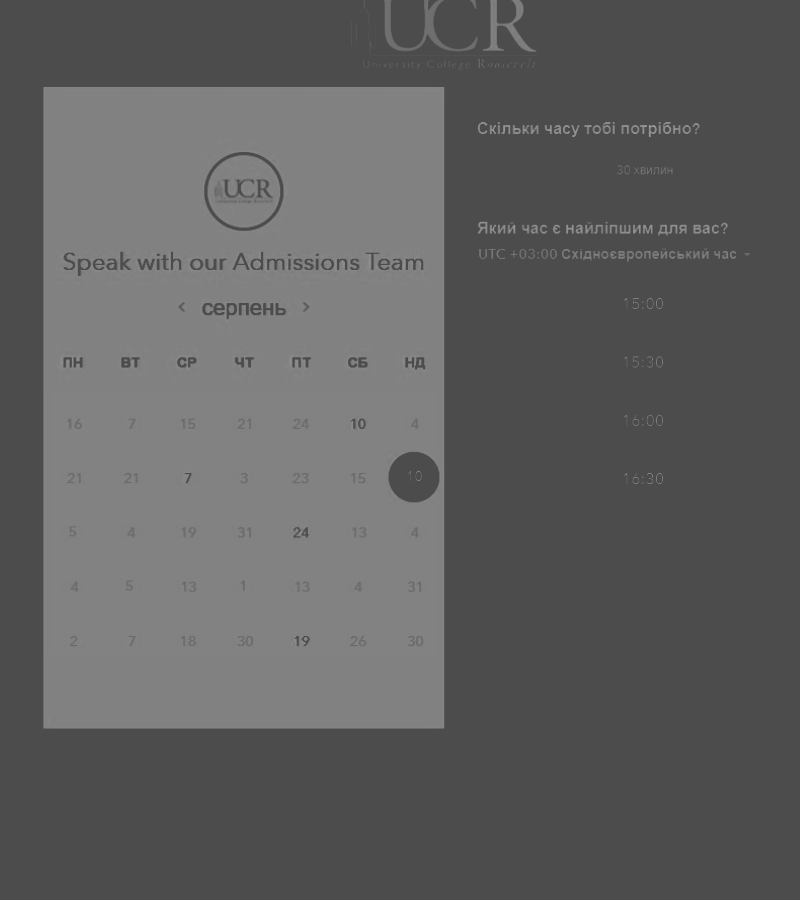 UCR
University College Roosevelt
UCR
Speak with our Admissions Team
< серпень >
ПН ВТ СР ЧТ ПТ СБ НД
16 7 15 21 24 10 4
21 21 7 3 23 15 10
5 4 19 31 24 13 4
4 5 13 1 13 4 31
2 7 18 30 19 26 30
Скільки часу тобі потрібно?
30 хвилин
Який час є найліпшим для вас?
UTC +03:00 Східноєвропейський час
15:00
15:30
16:00
16:30